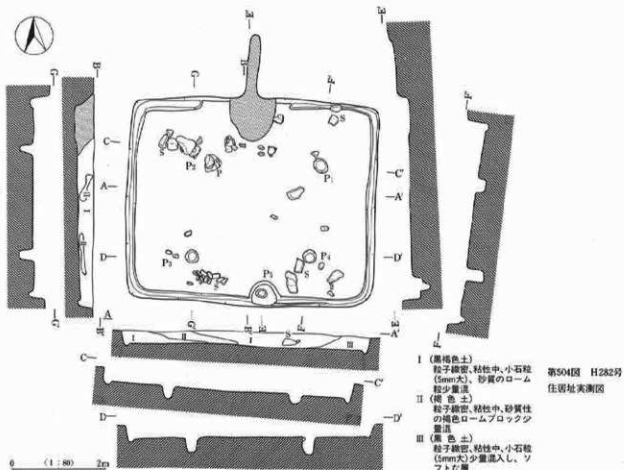 E
E
G
B
H
F
G
B
F
S
S
P2
P
P1
C
C'
A
A'
II
I
P3
P4
D
D'
S
S
P5
G'
B'
A
G'
B'
E'
F'
E'
F'
A'
I
II
I
S
III
C
C'
D
D'
0 (1:80) 2m
I (黒褐色土)
粒子緻密、粘性中、小石粒
(5mm大)、砂質のローム
粒少量混
II (褐色土)
粒子緻密、粘性中、砂質性
の褐色ロームブロック少
量混
III (黒色土)
粒子緻密、粘性中、小石粒
(5mm大)少量混入し、ソ
フトな層
第504図 H282号
住居址実測図